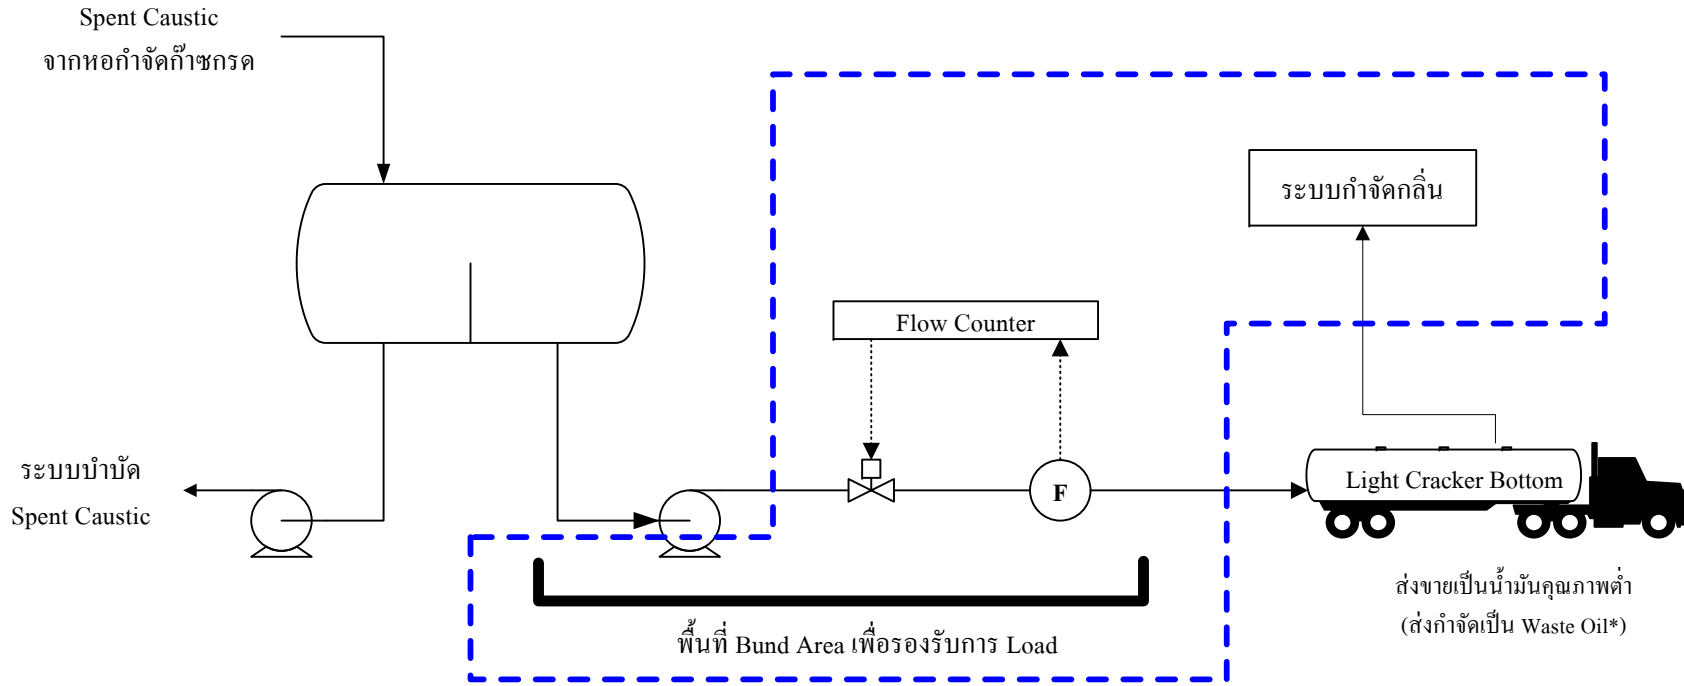 Spent Caustic
จากหอกำจัดก๊าซกรด
ระบบกำจัดกลิ่น
Flow Counter
ระบบบำบัด
Spent Caustic
F
Light Cracker Bottom
ส่งขายเป็นน้ำมันคุณภาพต่ำ
(ส่งกำจัดเป็น Waste Oil*)
พื้นที่ Bund Area เพื่อรองรับการ Load